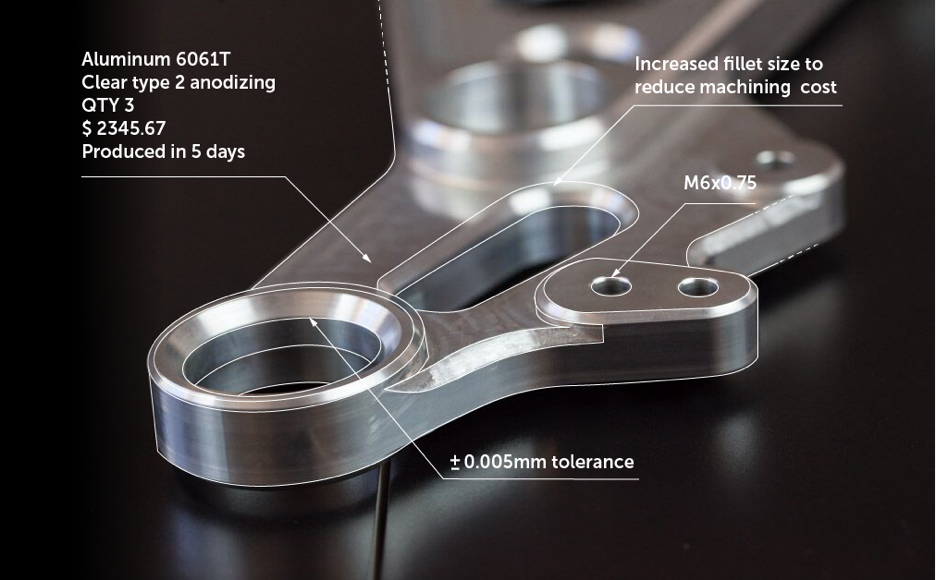 Aluminum 6061T
Clear type 2 anodizing
QTY 3
$ 2345.67
Produced in 5 days
Increased fillet size to
reduce machining cost
M6x0.75
±0.005mm tolerance